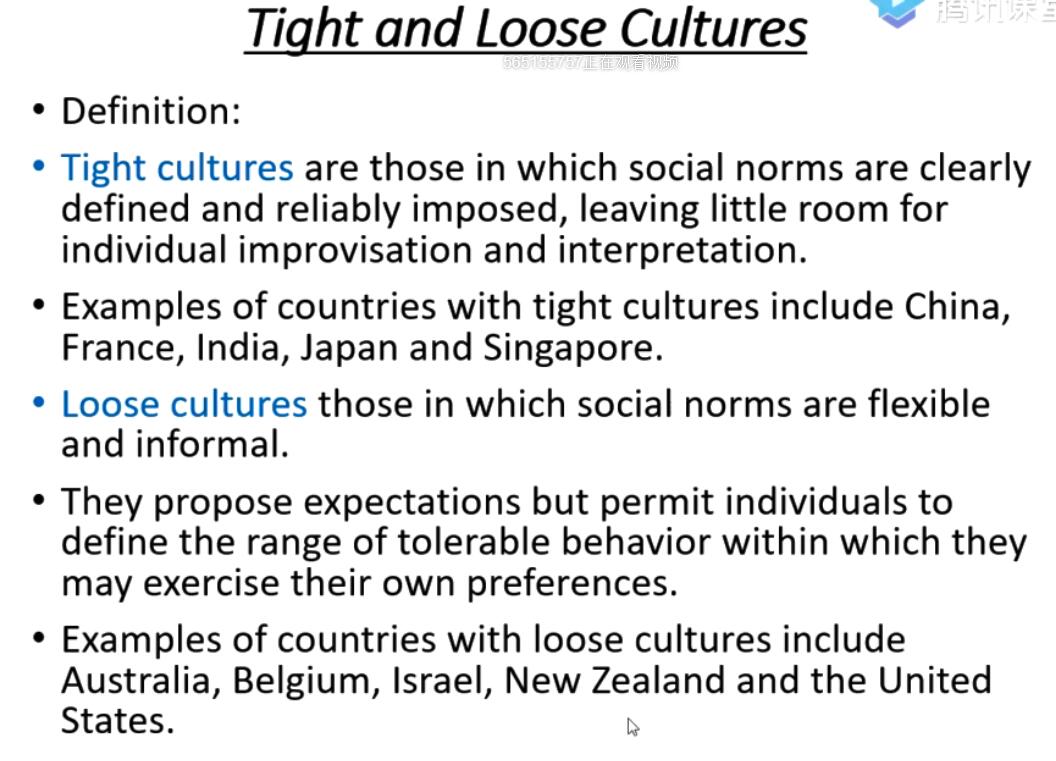 腾讯课堂
Tight and Loose Cultures
565155757正在观看视频
• Definition:
• Tight cultures are those in which social norms are clearly
defined and reliably imposed, leaving little room for
individual improvisation and interpretation.
• Examples of countries with tight cultures include China,
France, India, Japan and Singapore.
• Loose cultures those in which social norms are flexible
and informal.
• They propose expectations but permit individuals to
define the range of tolerable behavior within which they
may exercise their own preferences.
• Examples of countries with loose cultures include
Australia, Belgium, Israel, New Zealand and the United
States.